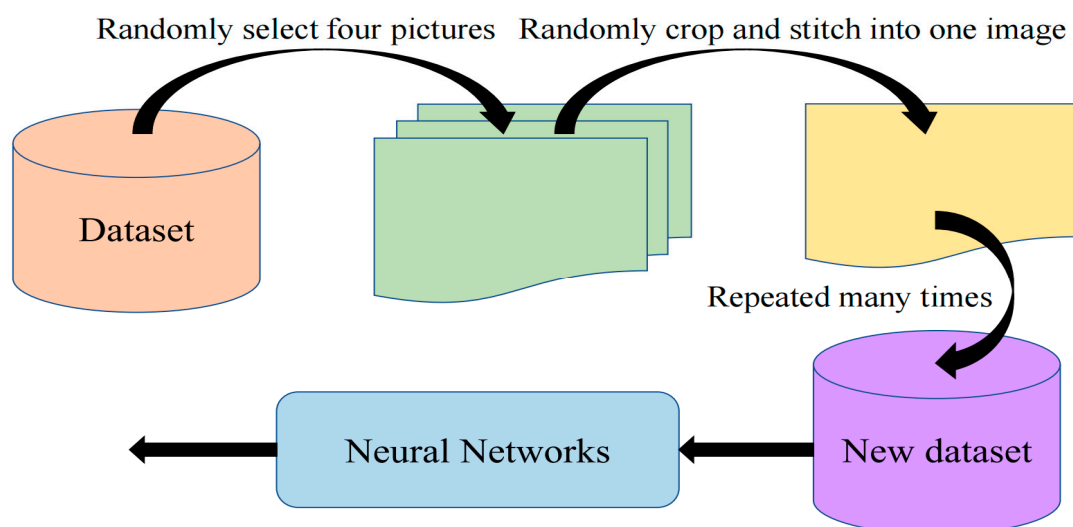 Randomly select four pictures
Randomly crop and stitch into one image
Dataset
Repeated many times
Neural Networks
New dataset